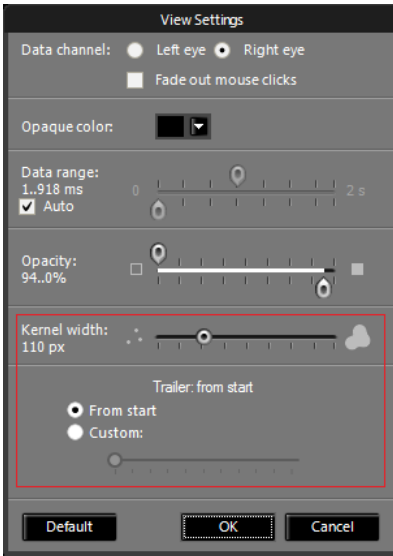 View Settings
Data channel: Left eye Right eye
Fade out mouse clicks
Opaque color:
Data range:
1..918 ms
0 2 s
Auto
Opacity:
94..0%
Kernel width:
110 px
Trailer: from start
From start
Custom:
Default OK Cancel